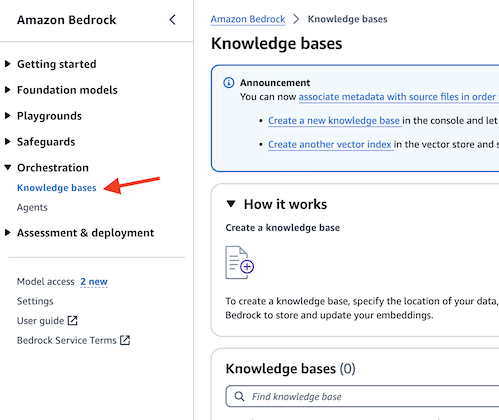 Amazon Bedrock
Getting started
Foundation models
Playgrounds
Safeguards
Orchestration
Knowledge bases
Agents
Assessment & deployment
Model access 2 new
Settings
User guide
Bedrock Service Terms
Amazon Bedrock > Knowledge bases
Knowledge bases
Announcement
You can now associate metadata with source files in order
Create a new knowledge base in the console and let
Create another vector index in the vector store and s
How it works
Create a knowledge base
To create a knowledge base, specify the location of your data,
Bedrock to store and update your embeddings.
Knowledge bases (0)
Find knowledge base